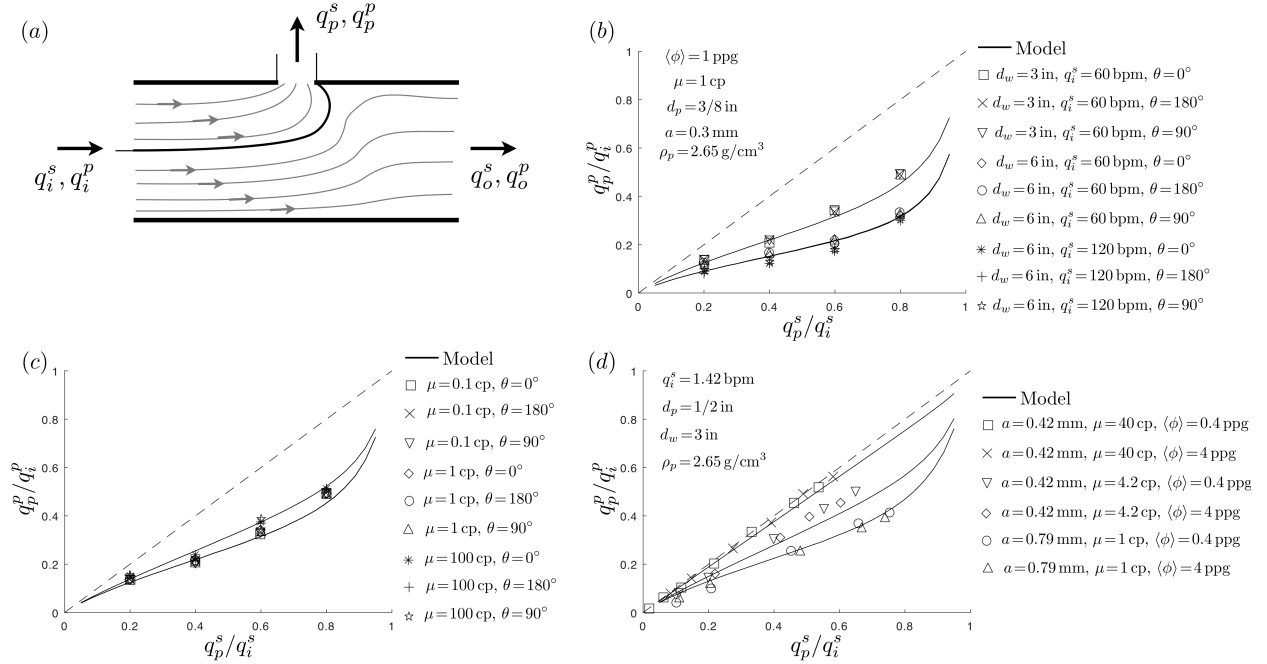 (a)
q_p^s, q_p^p
q_i^s, q_i^p
q_o^s, q_o^p
(b)
⟨ϕ⟩ = 1 ppg
μ = 1 cp
d_p = 3/8 in
a = 0.3 mm
ρ_p = 2.65 g/cm³
q_p^p/q_i^p
1
0.8
0.6
0.4
0.2
0
0 0.2 0.4 0.6 0.8 1
q_p^s/q_i^s
Model
d_w = 3 in, q_i^s = 60 bpm, θ = 0°
d_w = 3 in, q_i^s = 60 bpm, θ = 180°
d_w = 3 in, q_i^s = 60 bpm, θ = 90°
d_w = 6 in, q_i^s = 60 bpm, θ = 0°
d_w = 6 in, q_i^s = 60 bpm, θ = 180°
d_w = 6 in, q_i^s = 60 bpm, θ = 90°
d_w = 6 in, q_i^s = 120 bpm, θ = 0°
d_w = 6 in, q_i^s = 120 bpm, θ = 180°
d_w = 6 in, q_i^s = 120 bpm, θ = 90°
(c)
q_p^p/q_i^p
1
0.8
0.6
0.4
0.2
0
0 0.2 0.4 0.6 0.8 1
q_p^s/q_i^s
Model
μ = 0.1 cp, θ = 0°
μ = 0.1 cp, θ = 180°
μ = 0.1 cp, θ = 90°
μ = 1 cp, θ = 0°
μ = 1 cp, θ = 180°
μ = 1 cp, θ = 90°
μ = 100 cp, θ = 0°
μ = 100 cp, θ = 180°
μ = 100 cp, θ = 90°
(d)
q_i^s = 1.42 bpm
d_p = 1/2 in
d_w = 3 in
ρ_p = 2.65 g/cm³
q_p^p/q_i^p
1
0.8
0.6
0.4
0.2
0
0 0.2 0.4 0.6 0.8 1
q_p^s/q_i^s
Model
a = 0.42 mm, μ = 40 cp, ⟨ϕ⟩ = 0.4 ppg
a = 0.42 mm, μ = 40 cp, ⟨ϕ⟩ = 4 ppg
a = 0.42 mm, μ = 4.2 cp, ⟨ϕ⟩ = 0.4 ppg
a = 0.42 mm, μ = 4.2 cp, ⟨ϕ⟩ = 4 ppg
a = 0.79 mm, μ = 1 cp, ⟨ϕ⟩ = 0.4 ppg
a = 0.79 mm, μ = 1 cp, ⟨ϕ⟩ = 4 ppg